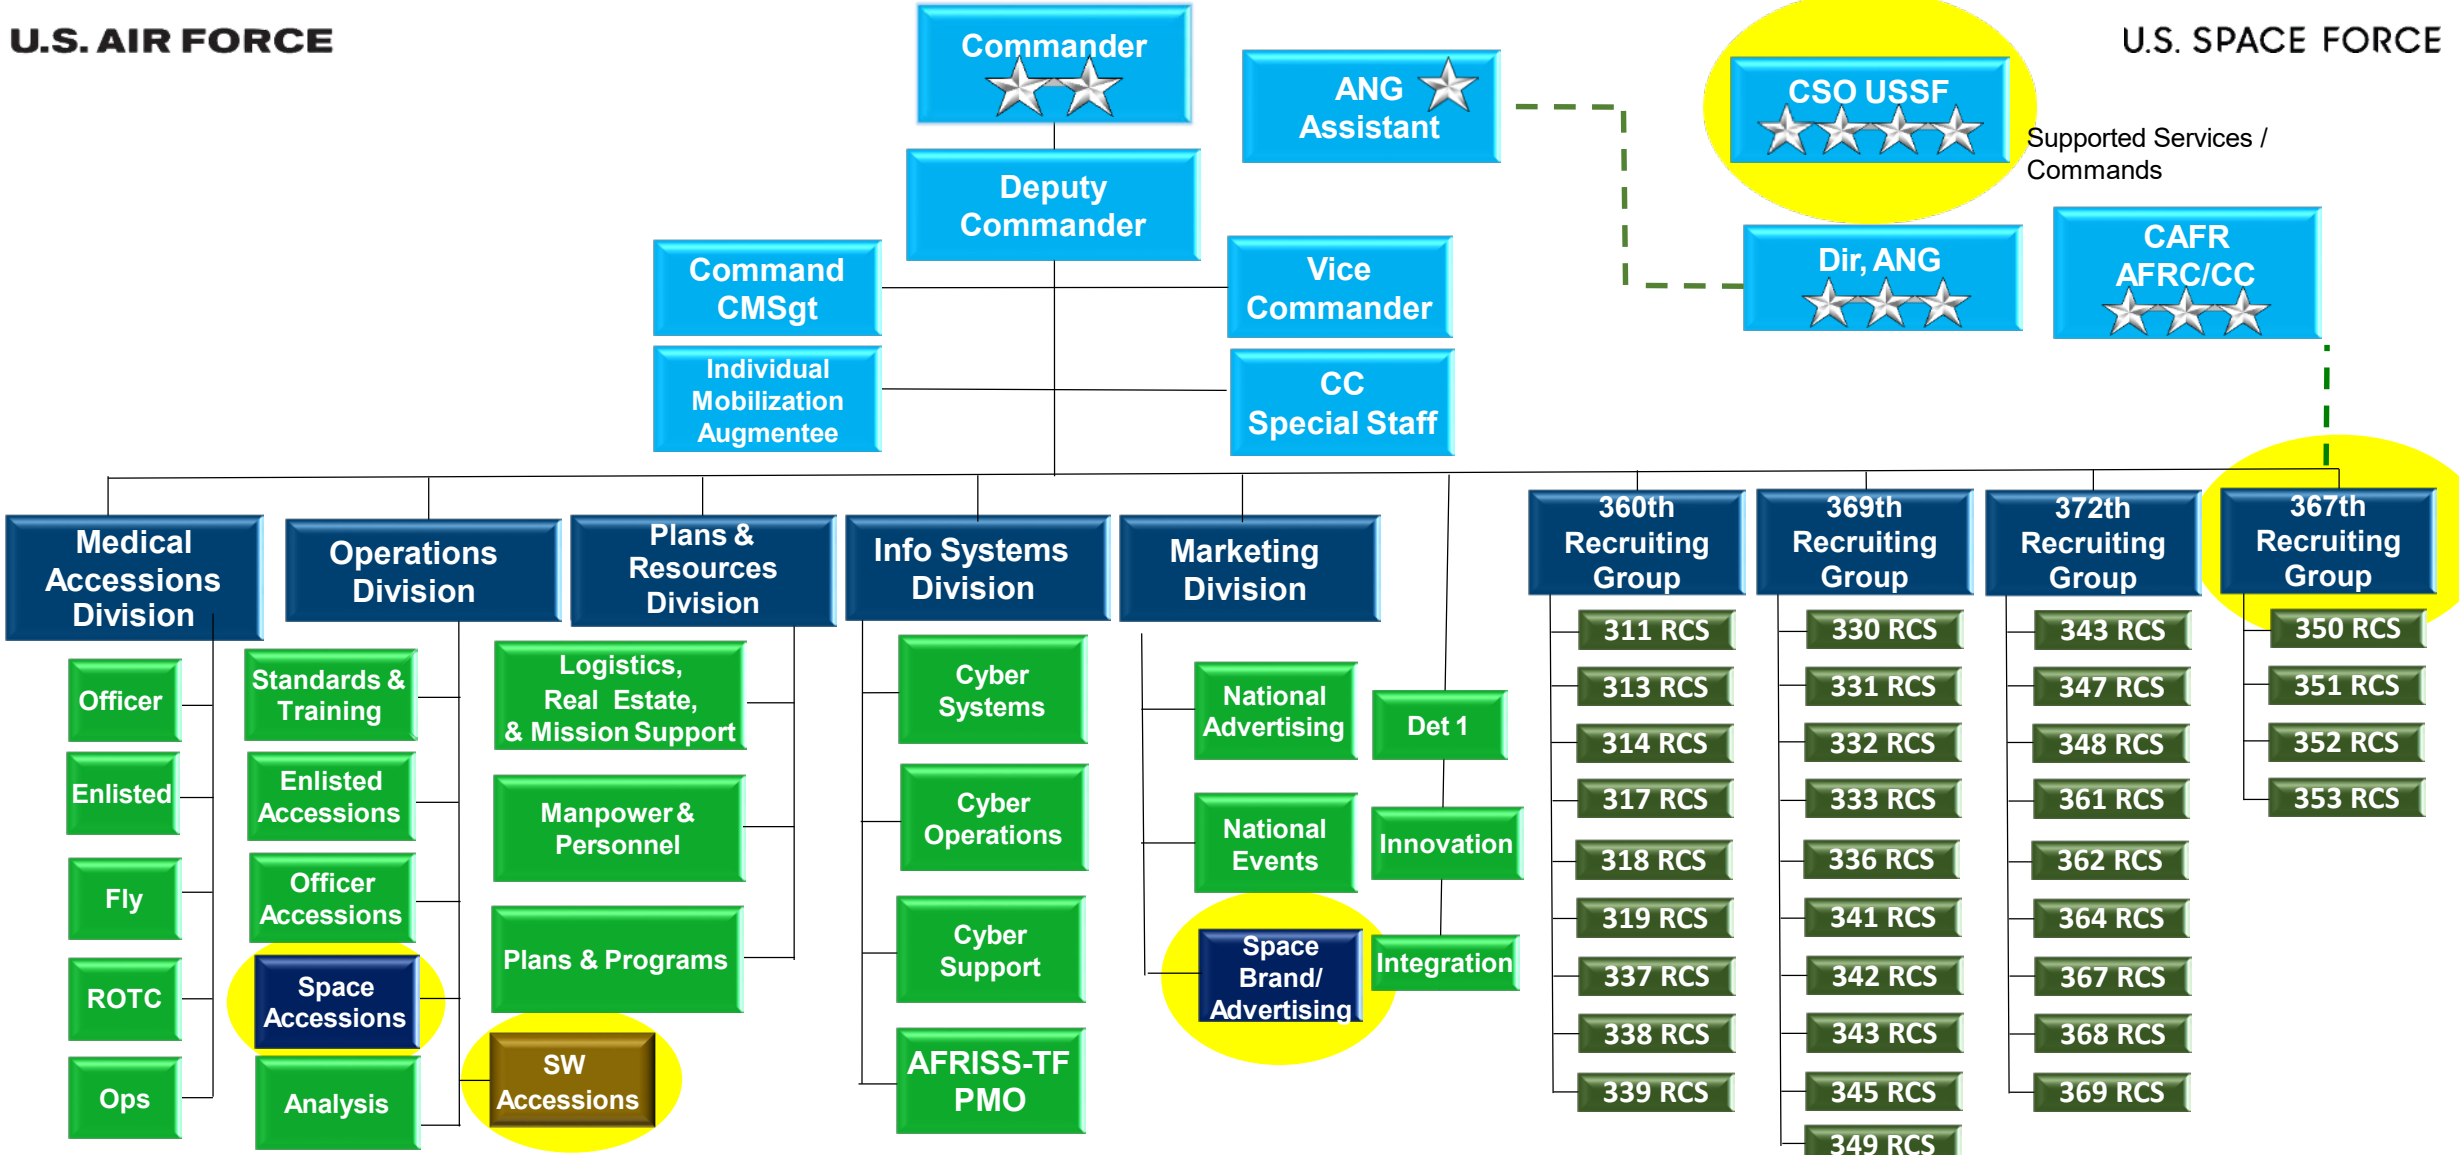 U.S. AIR FORCE
U.S. SPACE FORCE
Commander
ANG
Assistant
CSO USSF
Supported Services /
Commands
Deputy
Commander
Command
CMSgt
Vice
Commander
Dir, ANG
CAFR
AFRC/CC
Individual
Mobilization
Augmentee
CC
Special Staff
Medical
Accessions
Division
Officer
Enlisted
Fly
ROTC
Ops
Operations
Division
Standards &
Training
Enlisted
Accessions
Officer
Accessions
Space
Accessions
Analysis
SW
Accessions
Plans &
Resources
Division
Logistics,
Real Estate,
& Mission Support
Manpower &
Personnel
Plans & Programs
Info Systems
Division
Cyber
Systems
Cyber
Operations
Cyber
Support
AFRISS-TF
PMO
Marketing
Division
National
Advertising
National
Events
Space
Brand/
Advertising
Det 1
Innovation
Integration
360th
Recruiting
Group
311 RCS
313 RCS
314 RCS
317 RCS
318 RCS
319 RCS
337 RCS
338 RCS
339 RCS
369th
Recruiting
Group
330 RCS
331 RCS
332 RCS
333 RCS
336 RCS
341 RCS
342 RCS
343 RCS
345 RCS
349 RCS
372th
Recruiting
Group
343 RCS
347 RCS
348 RCS
361 RCS
362 RCS
364 RCS
367 RCS
368 RCS
369 RCS
367th
Recruiting
Group
350 RCS
351 RCS
352 RCS
353 RCS